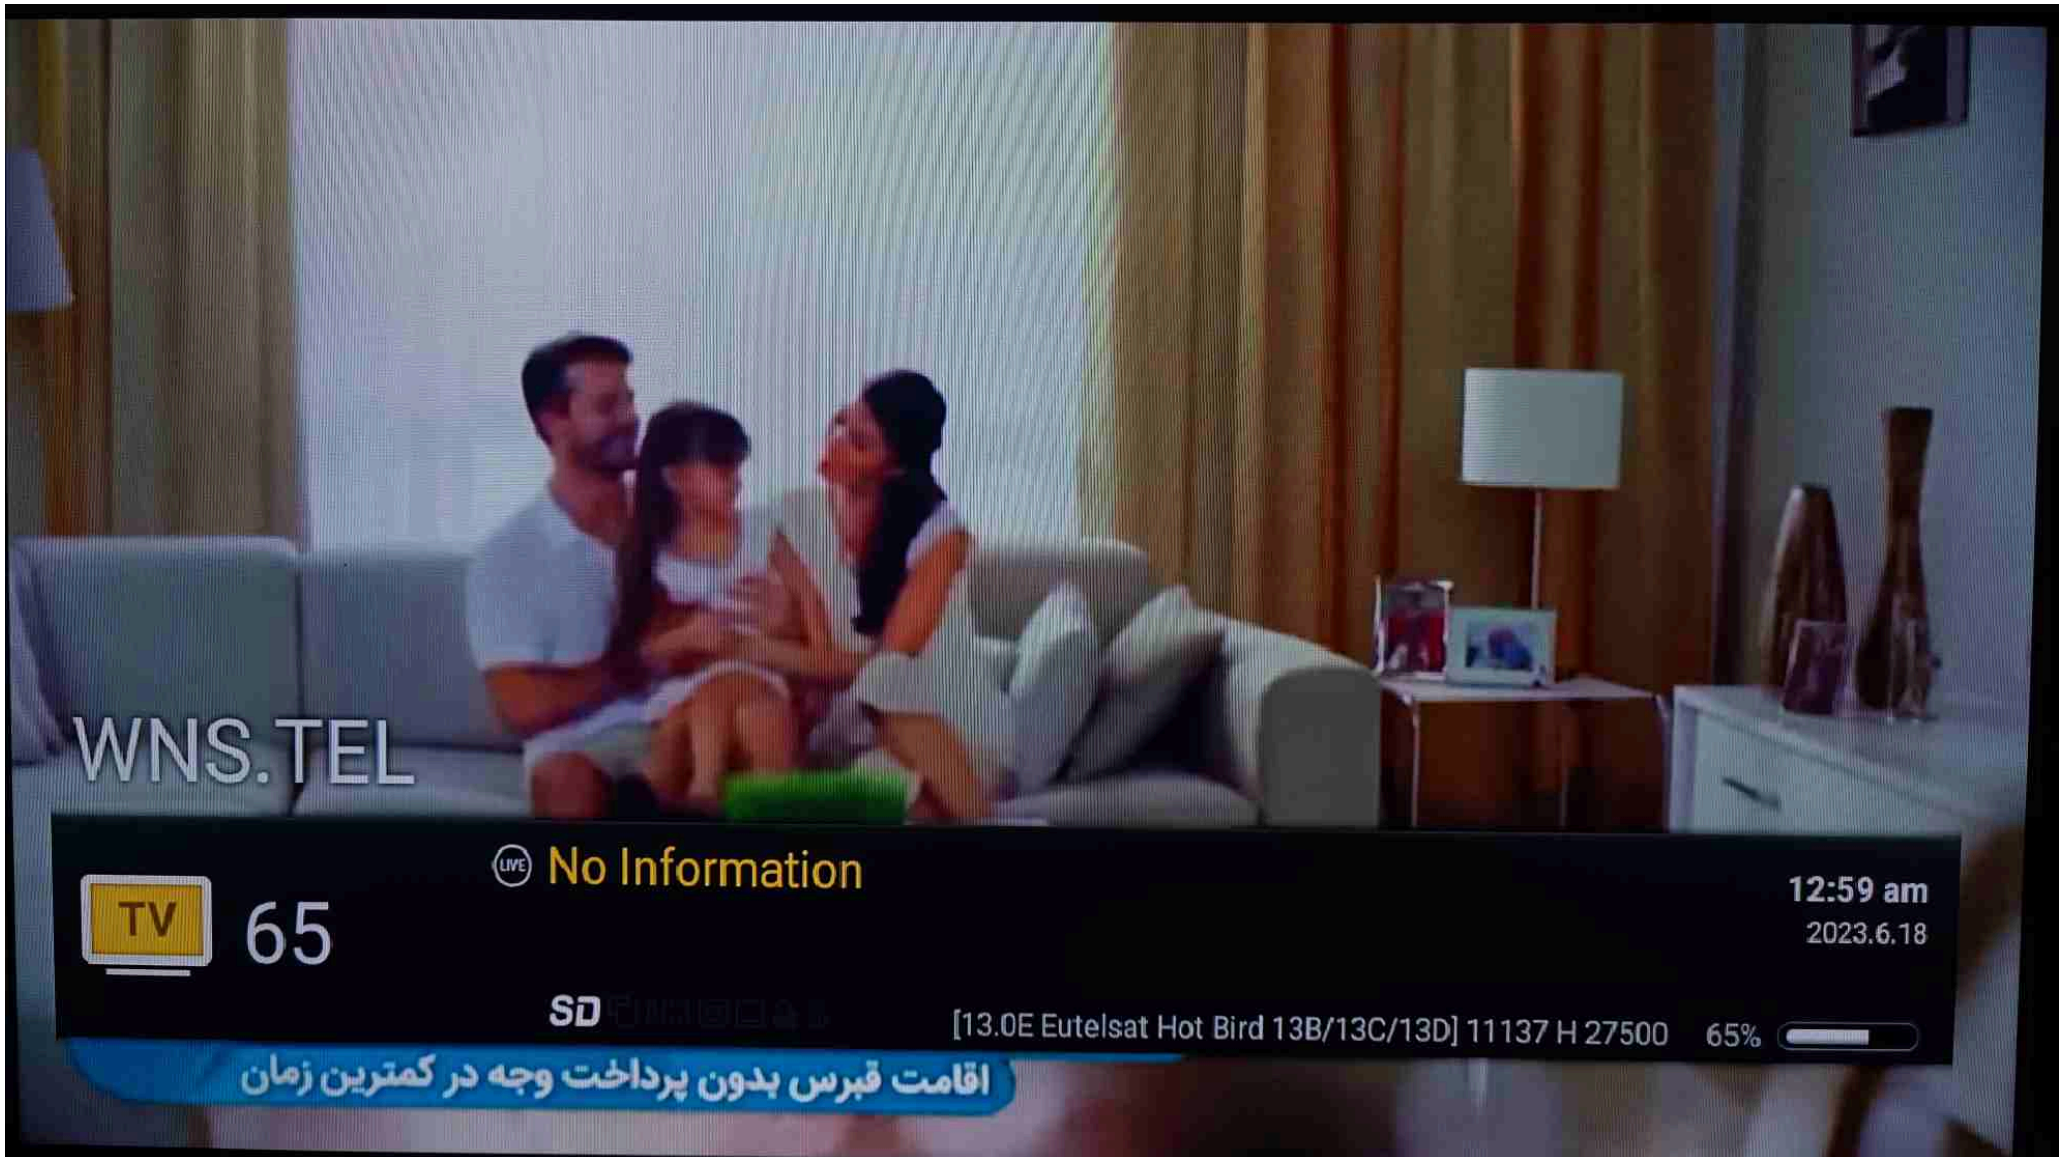 WNS.TEL
LIVE No Information
TV 65
12:59 am
2023.6.18
SD
[13.0E Eutelsat Hot Bird 13B/13C/13D] 11137 H 27500 65%
اقامت قبرس بدون پرداخت وجه در کمترین زمان